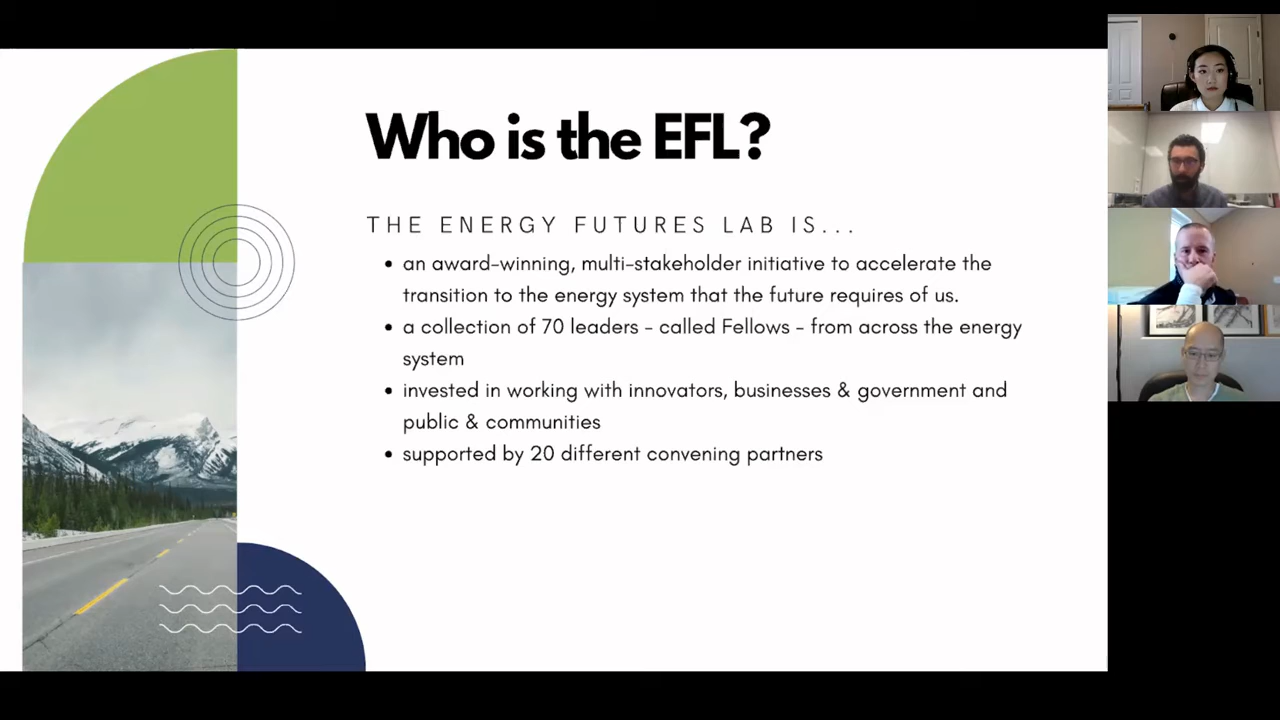 Who is the EFL?
THE ENERGY FUTURES LAB IS...
• an award-winning, multi-stakeholder initiative to accelerate the
transition to the energy system that the future requires of us.
• a collection of 70 leaders - called Fellows - from across the energy
system
• invested in working with innovators, businesses & government and
public & communities
• supported by 20 different convening partners